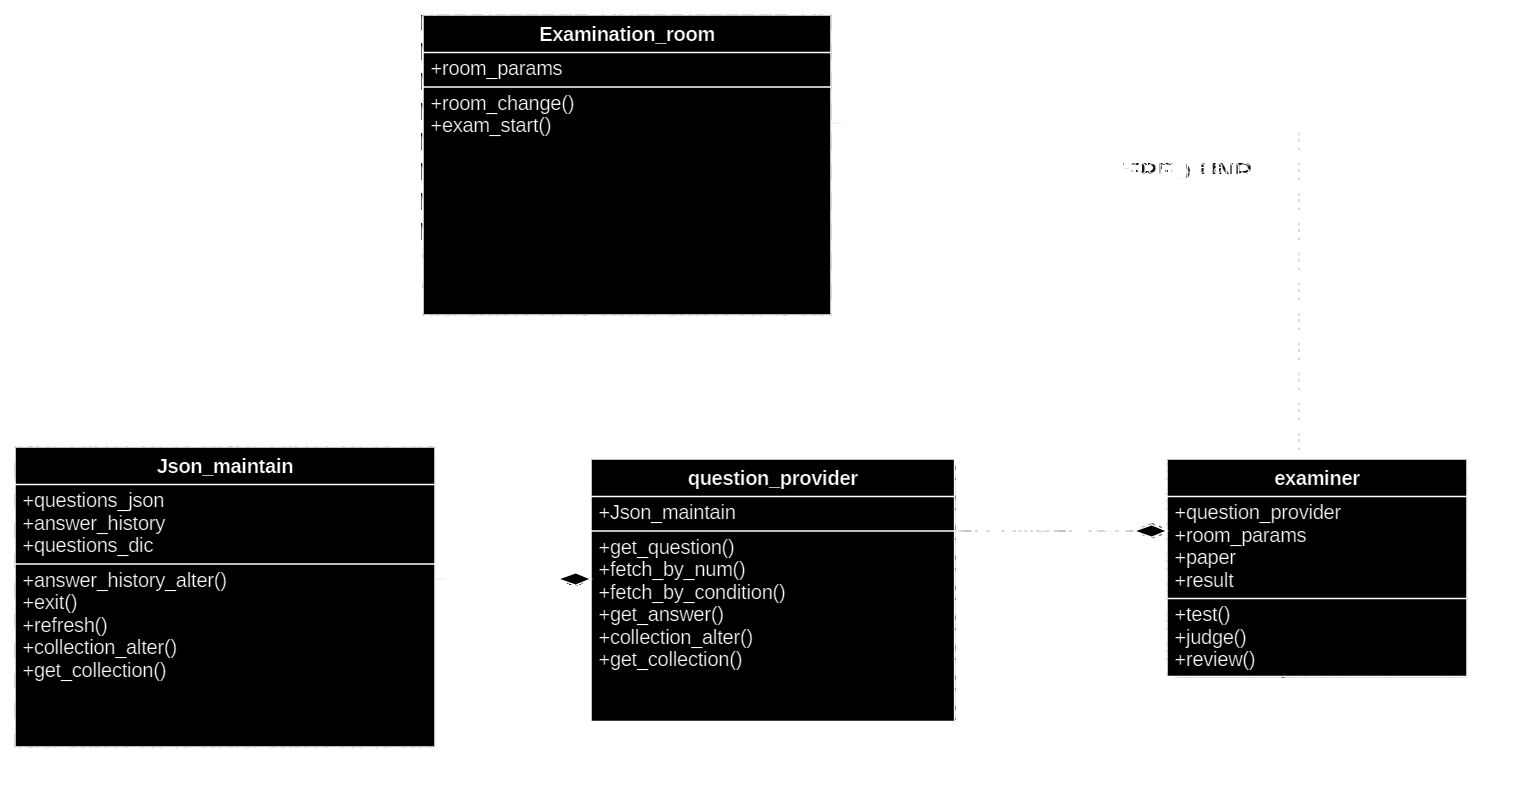 Examination_room
+room_params
+room_change()
+exam_start()
Json_maintain
+questions_json
+answer_history
+questions_dic
+answer_history_alter()
+exit()
+refresh()
+collection_alter()
+get_collection()
question_provider
+Json_maintain
+get_question()
+fetch_by_num()
+fetch_by_condition()
+get_answer()
+collection_alter()
+get_collection()
examiner
+question_provider
+room_params
+paper
+result
+test()
+judge()
+review()